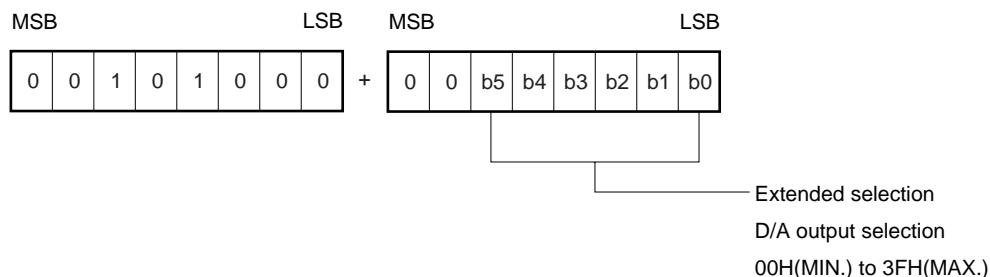 MSB LSB MSB LSB
0 0 1 0 1 0 0 0 + 0 0 b5 b4 b3 b2 b1 b0
Extended selection
D/A output selection
00H(MIN.) to 3FH(MAX.)